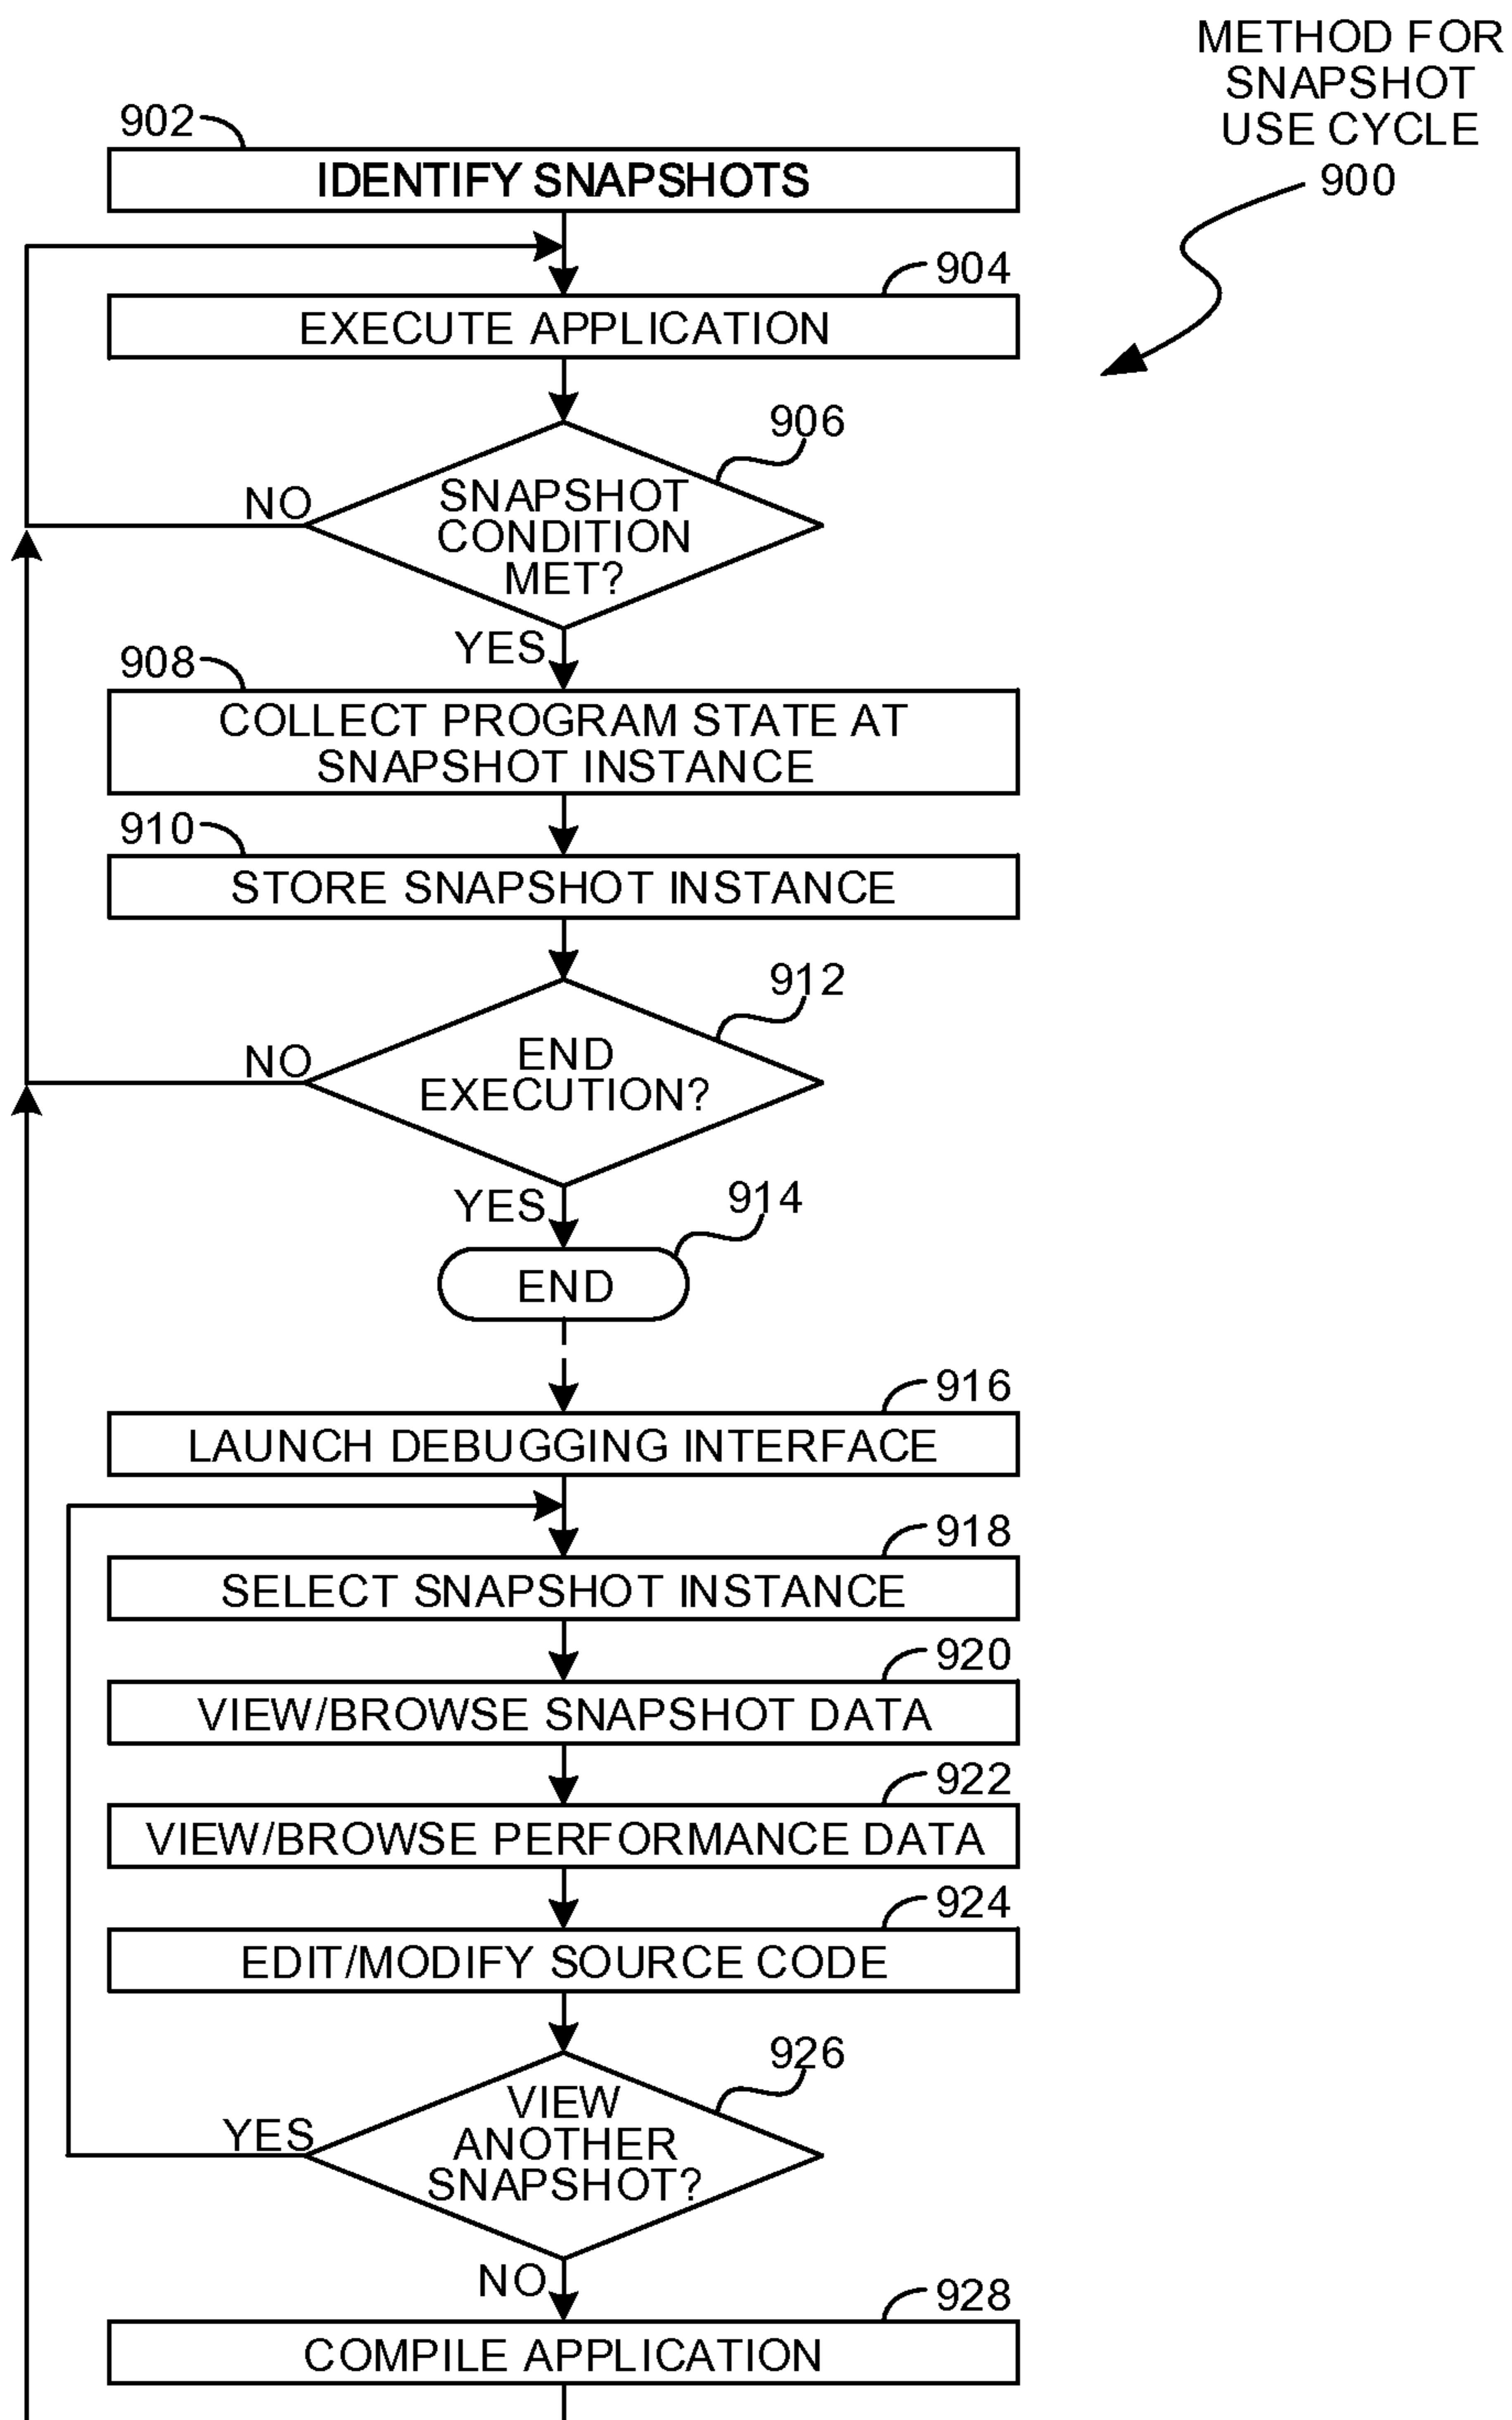 METHOD FOR
SNAPSHOT
USE CYCLE
900
902
IDENTIFY SNAPSHOTS
904
EXECUTE APPLICATION
906
SNAPSHOT
CONDITION
MET?
NO
YES
908
COLLECT PROGRAM STATE AT
SNAPSHOT INSTANCE
910
STORE SNAPSHOT INSTANCE
912
END
EXECUTION?
NO
YES
914
END
916
LAUNCH DEBUGGING INTERFACE
918
SELECT SNAPSHOT INSTANCE
920
VIEW/BROWSE SNAPSHOT DATA
922
VIEW/BROWSE PERFORMANCE DATA
924
EDIT/MODIFY SOURCE CODE
926
VIEW
ANOTHER
SNAPSHOT?
YES
NO
928
COMPILE APPLICATION